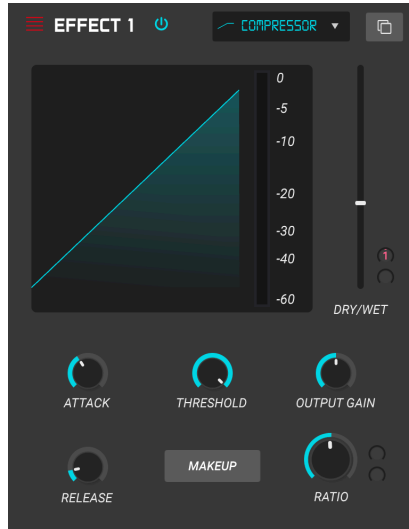 EFFECT 1
COMPRESSOR
0
-5
-10
-20
-30
-40
-60
1
DRY/WET
ATTACK
THRESHOLD
OUTPUT GAIN
RELEASE
MAKEUP
RATIO